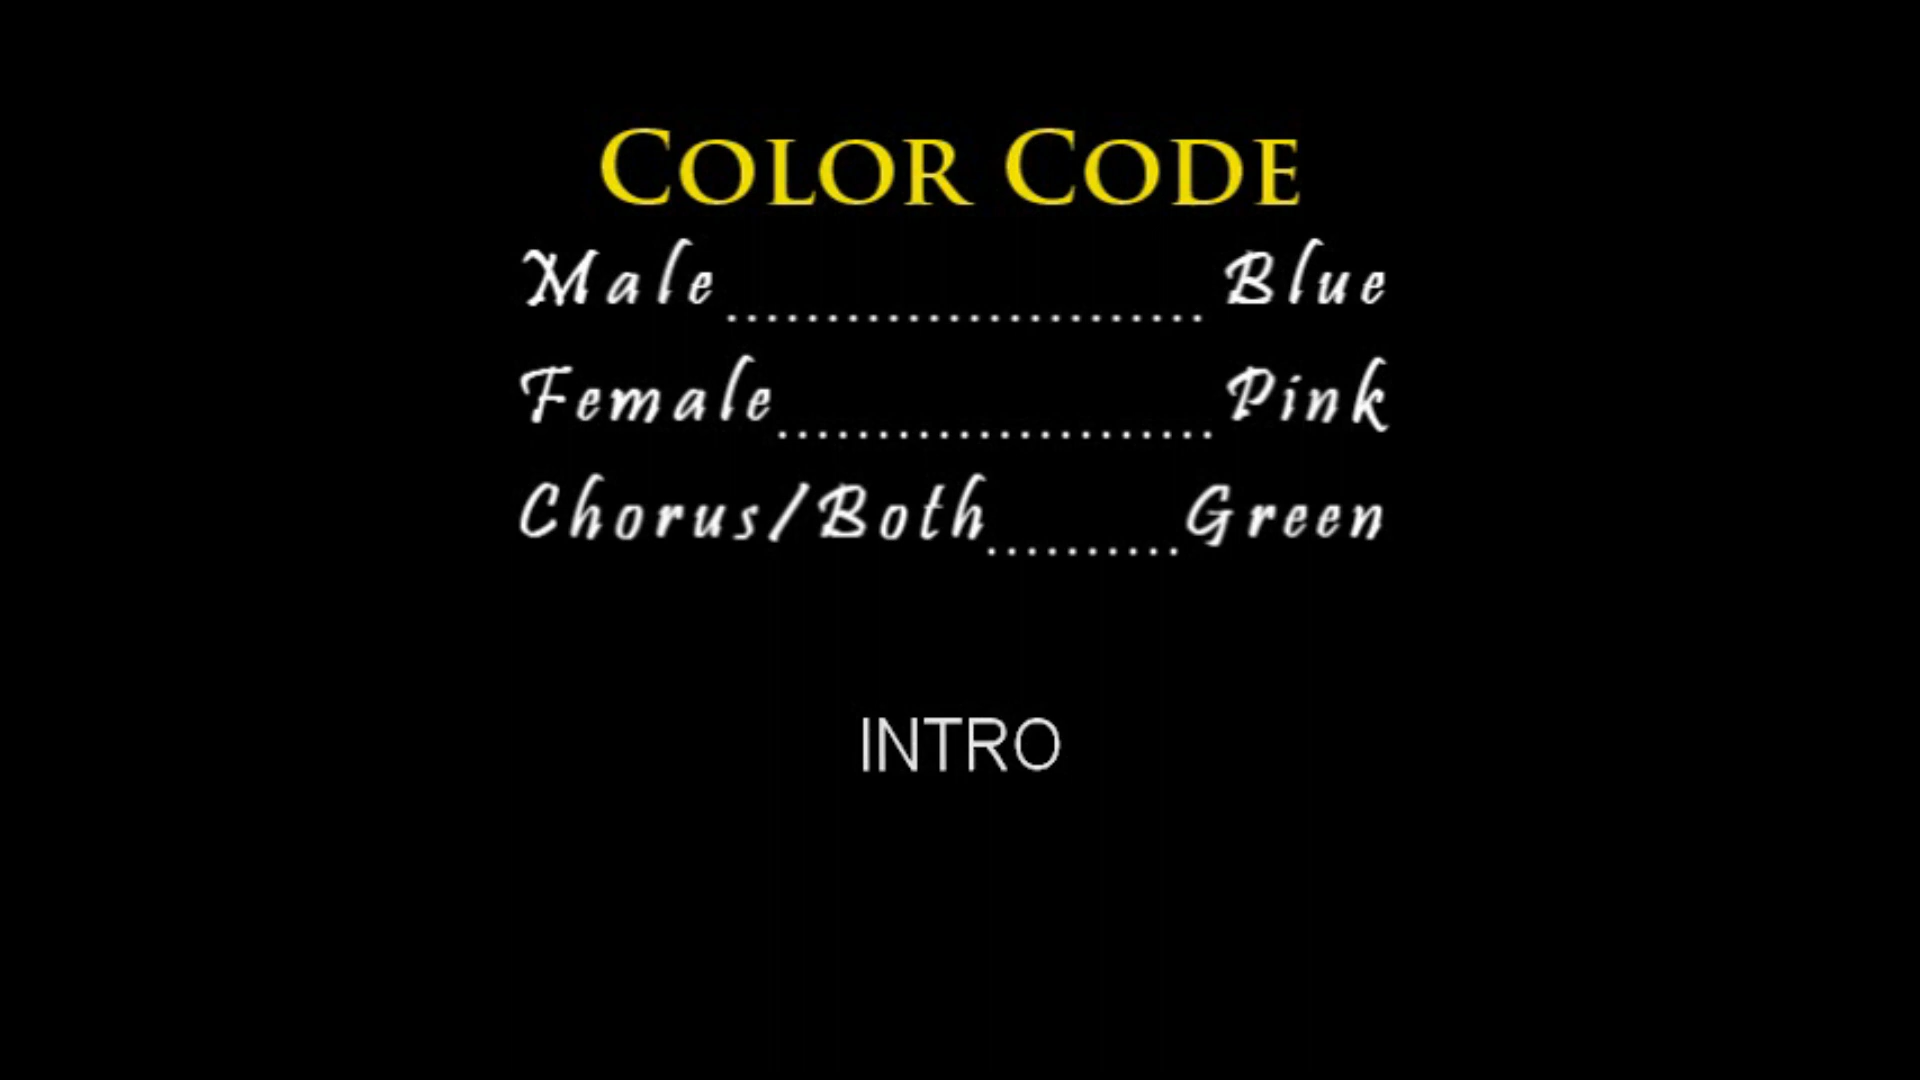 COLOR CODE
Male........................Blue
Female......................Pink
Chorus/Both..........Green
INTRO